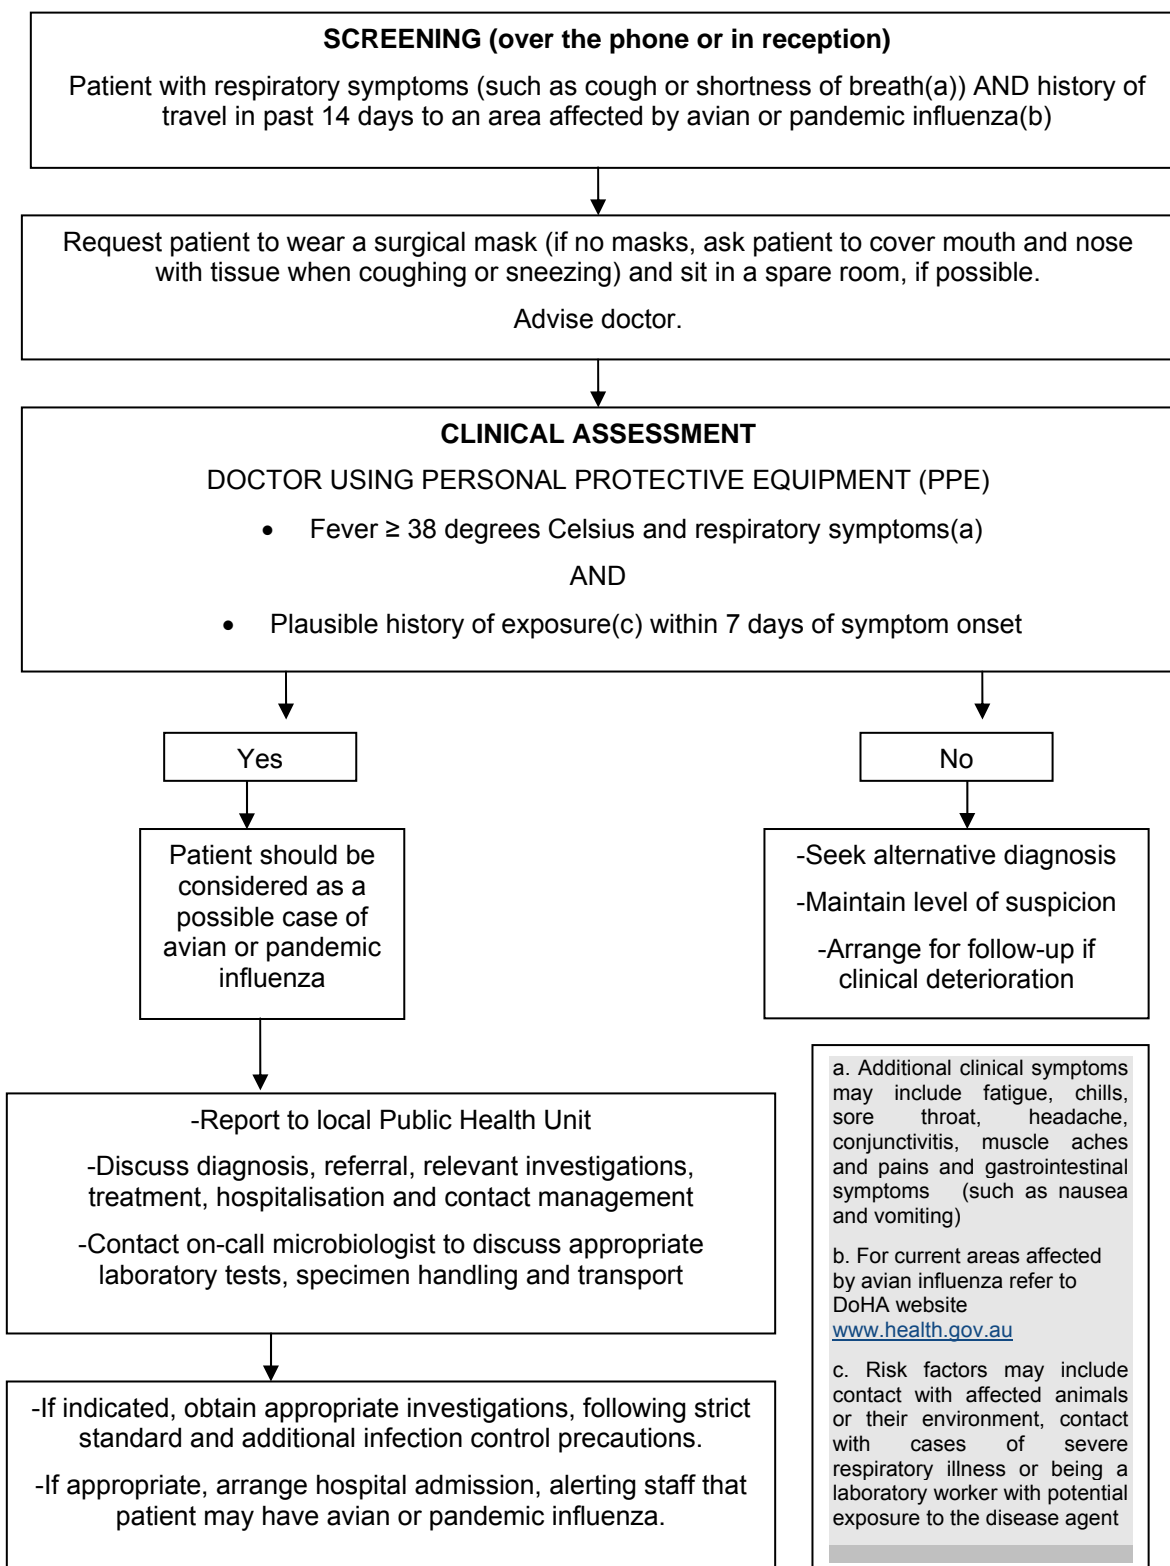 SCREENING (over the phone or in reception)
Patient with respiratory symptoms (such as cough or shortness of breath(a)) AND history of
travel in past 14 days to an area affected by avian or pandemic influenza(b)
Request patient to wear a surgical mask (if no masks, ask patient to cover mouth and nose
with tissue when coughing or sneezing) and sit in a spare room, if possible.
Advise doctor.
CLINICAL ASSESSMENT
DOCTOR USING PERSONAL PROTECTIVE EQUIPMENT (PPE)
• Fever ≥ 38 degrees Celsius and respiratory symptoms(a)
AND
• Plausible history of exposure(c) within 7 days of symptom onset
Yes
No
Patient should be
considered as a
possible case of
avian or pandemic
influenza
-Seek alternative diagnosis
-Maintain level of suspicion
-Arrange for follow-up if
clinical deterioration
-Report to local Public Health Unit
-Discuss diagnosis, referral, relevant investigations,
treatment, hospitalisation and contact management
-Contact on-call microbiologist to discuss appropriate
laboratory tests, specimen handling and transport
-If indicated, obtain appropriate investigations, following strict
standard and additional infection control precautions.
-If appropriate, arrange hospital admission, alerting staff that
patient may have avian or pandemic influenza.
a. Additional clinical symptoms
may include fatigue, chills,
sore throat, headache,
conjunctivitis, muscle aches
and pains and gastrointestinal
symptoms (such as nausea
and vomiting)
b. For current areas affected
by avian influenza refer to
DoHA website
www.health.gov.au
c. Risk factors may include
contact with affected animals
or their environment, contact
with cases of severe
respiratory illness or being a
laboratory worker with potential
exposure to the disease agent